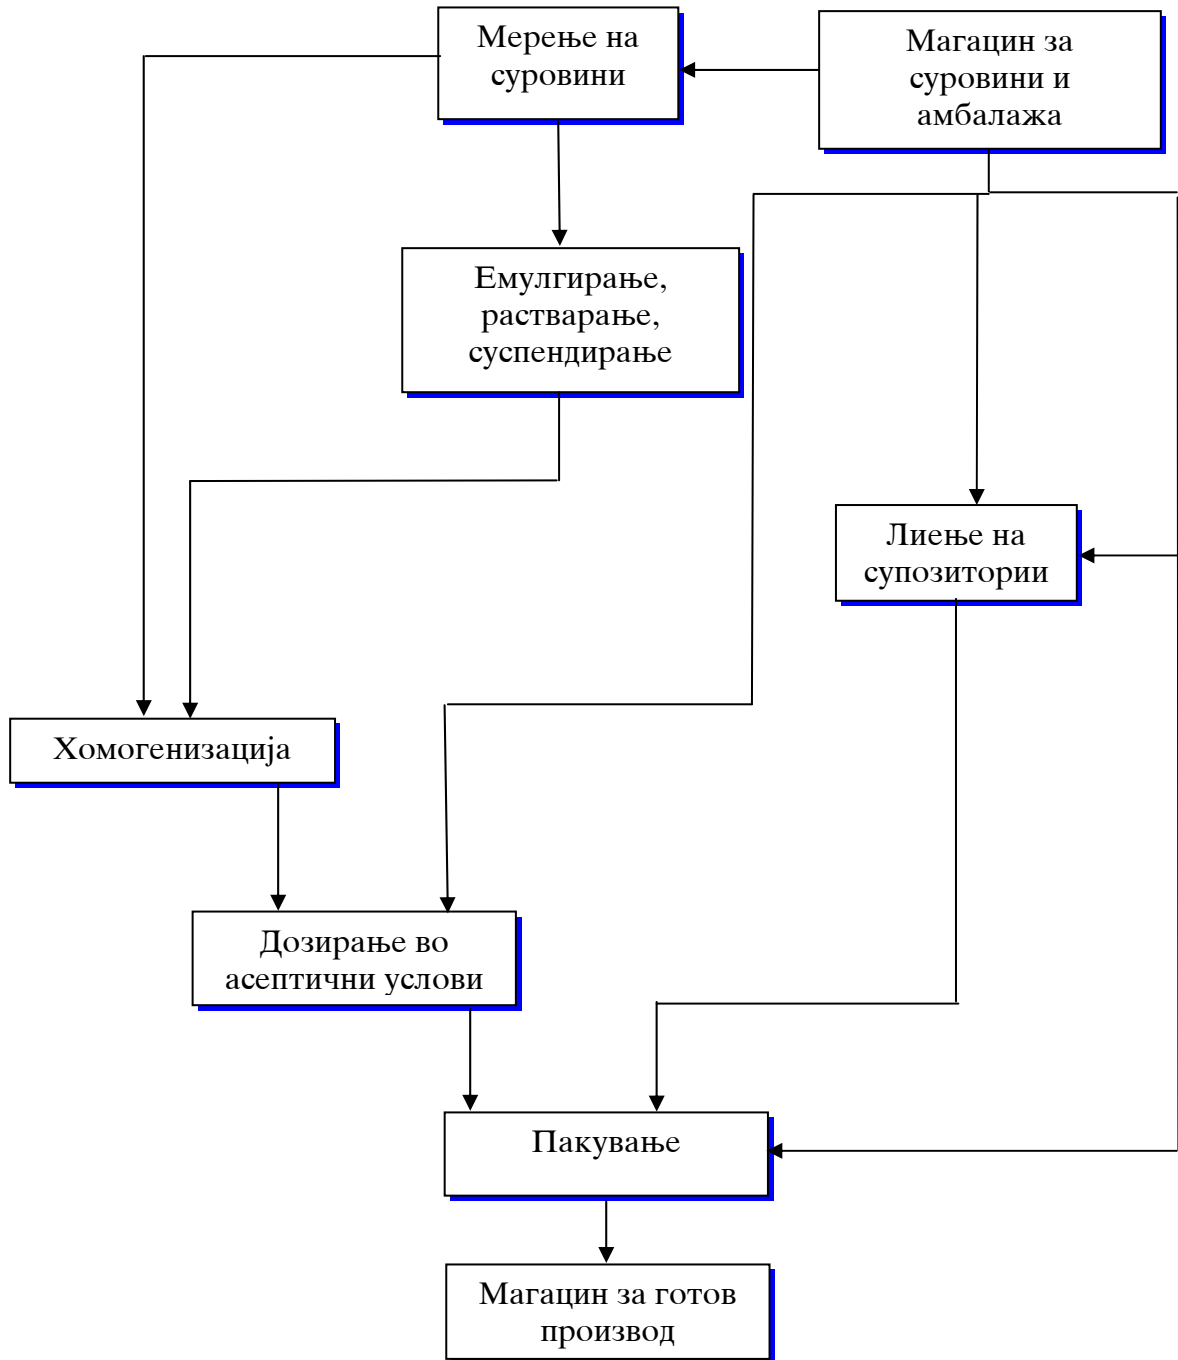 Мерење на
суровини
Магацин за
суровини и
амбалажа
Емулгирање,
растварање,
суспендирање
Лиење на
супозитории
Хомогенизација
Дозирање во
асептични услови
Пакување
Магацин за готов
производ